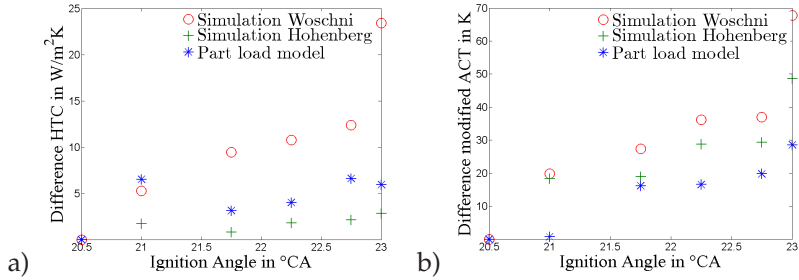 25
20
15
10
5
20.5
21
21.5
22
22.5
23
Difference HTC in W/m²K
Ignition Angle in °CA
Simulation Woschni
Simulation Hohenberg
Part load model
a)
70
60
50
40
30
20
10
20.5
21
21.5
22
22.5
23
Difference modified ACT in K
Ignition Angle in °CA
Simulation Woschni
Simulation Hohenberg
Part load model
b)